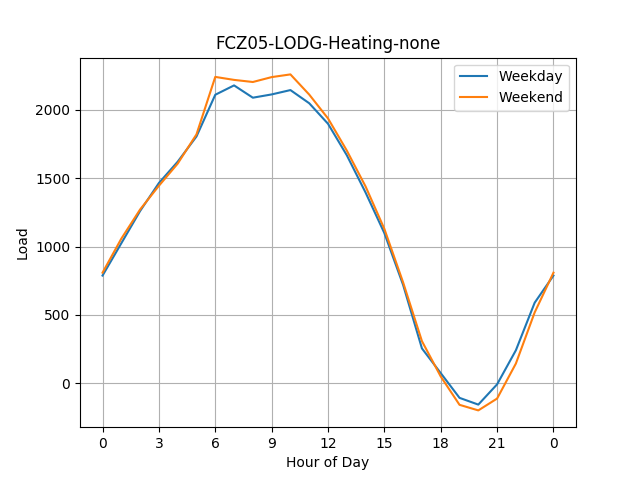 FCZ05-LODG-Heating-none
Weekday
Weekend
Load
2000
1500
1000
500
0
0 3 6 9 12 15 18 21 0
Hour of Day